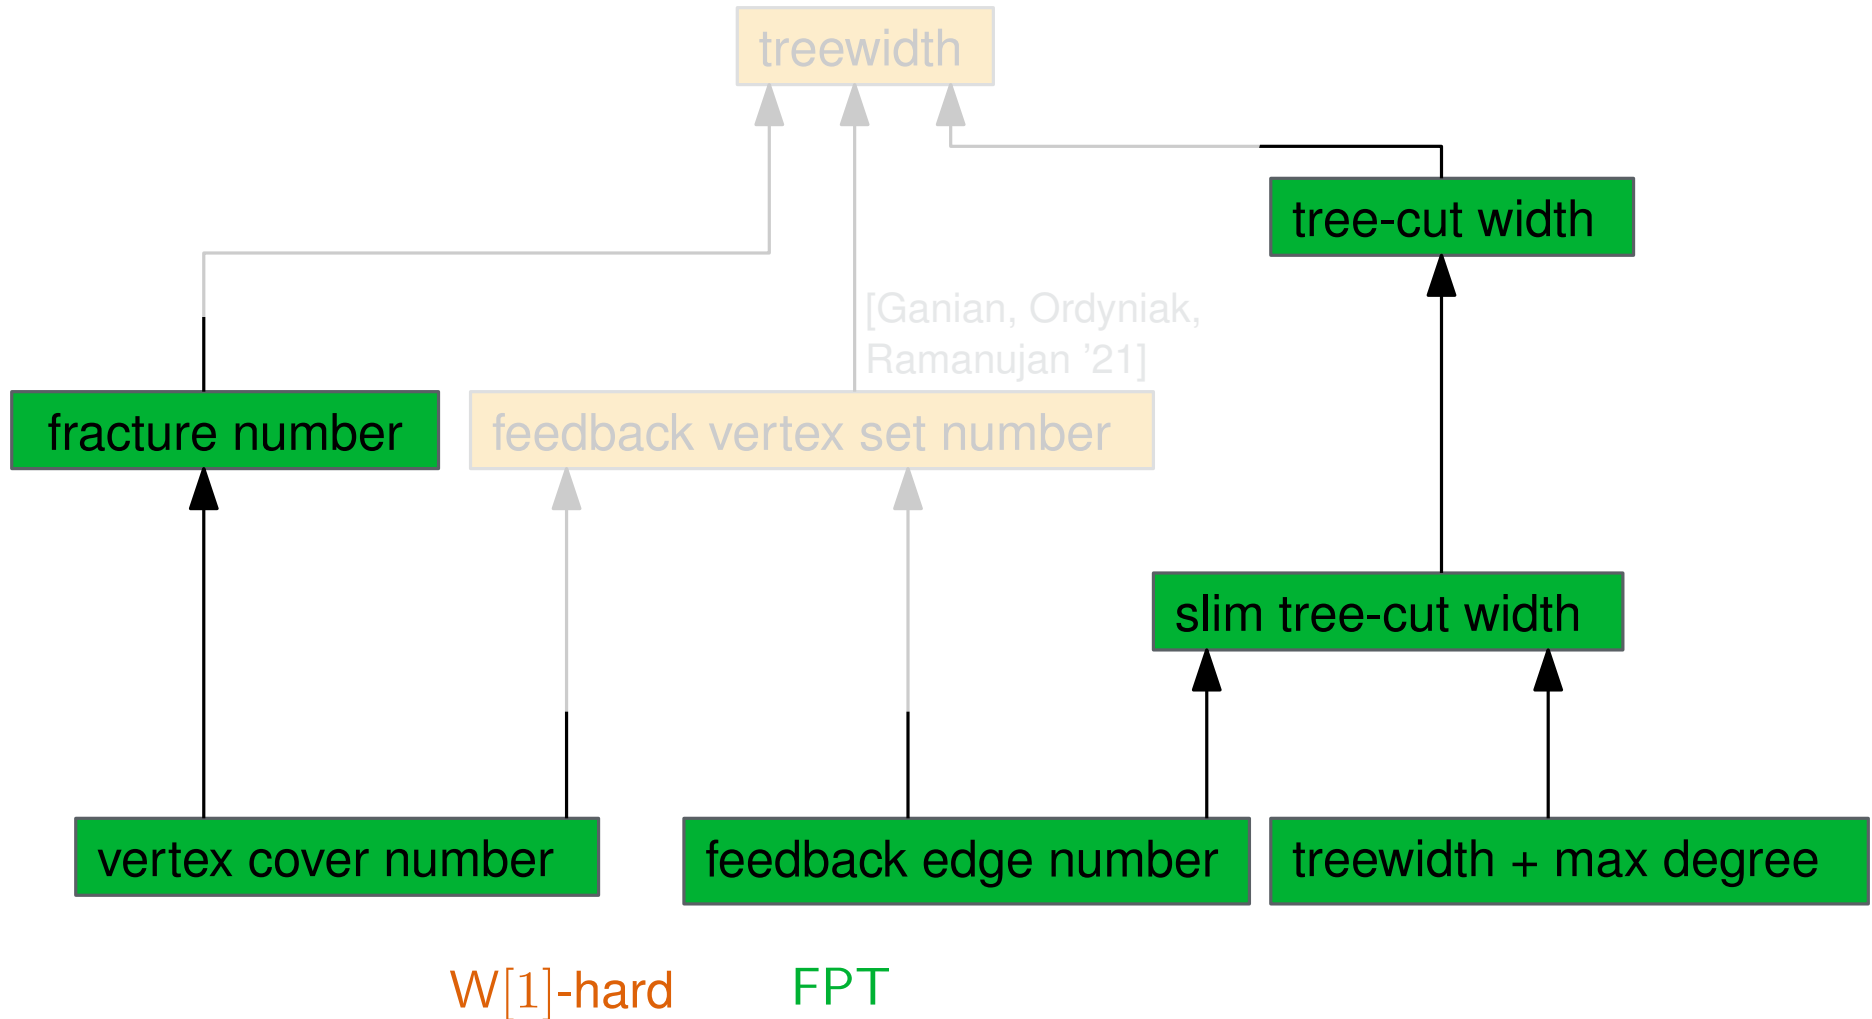 treewidth
tree-cut width
[Ganian, Ordyniak,
Ramanujan ’21]
fracture number
feedback vertex set number
slim tree-cut width
vertex cover number
feedback edge number
treewidth + max degree
W[1]-hard
FPT